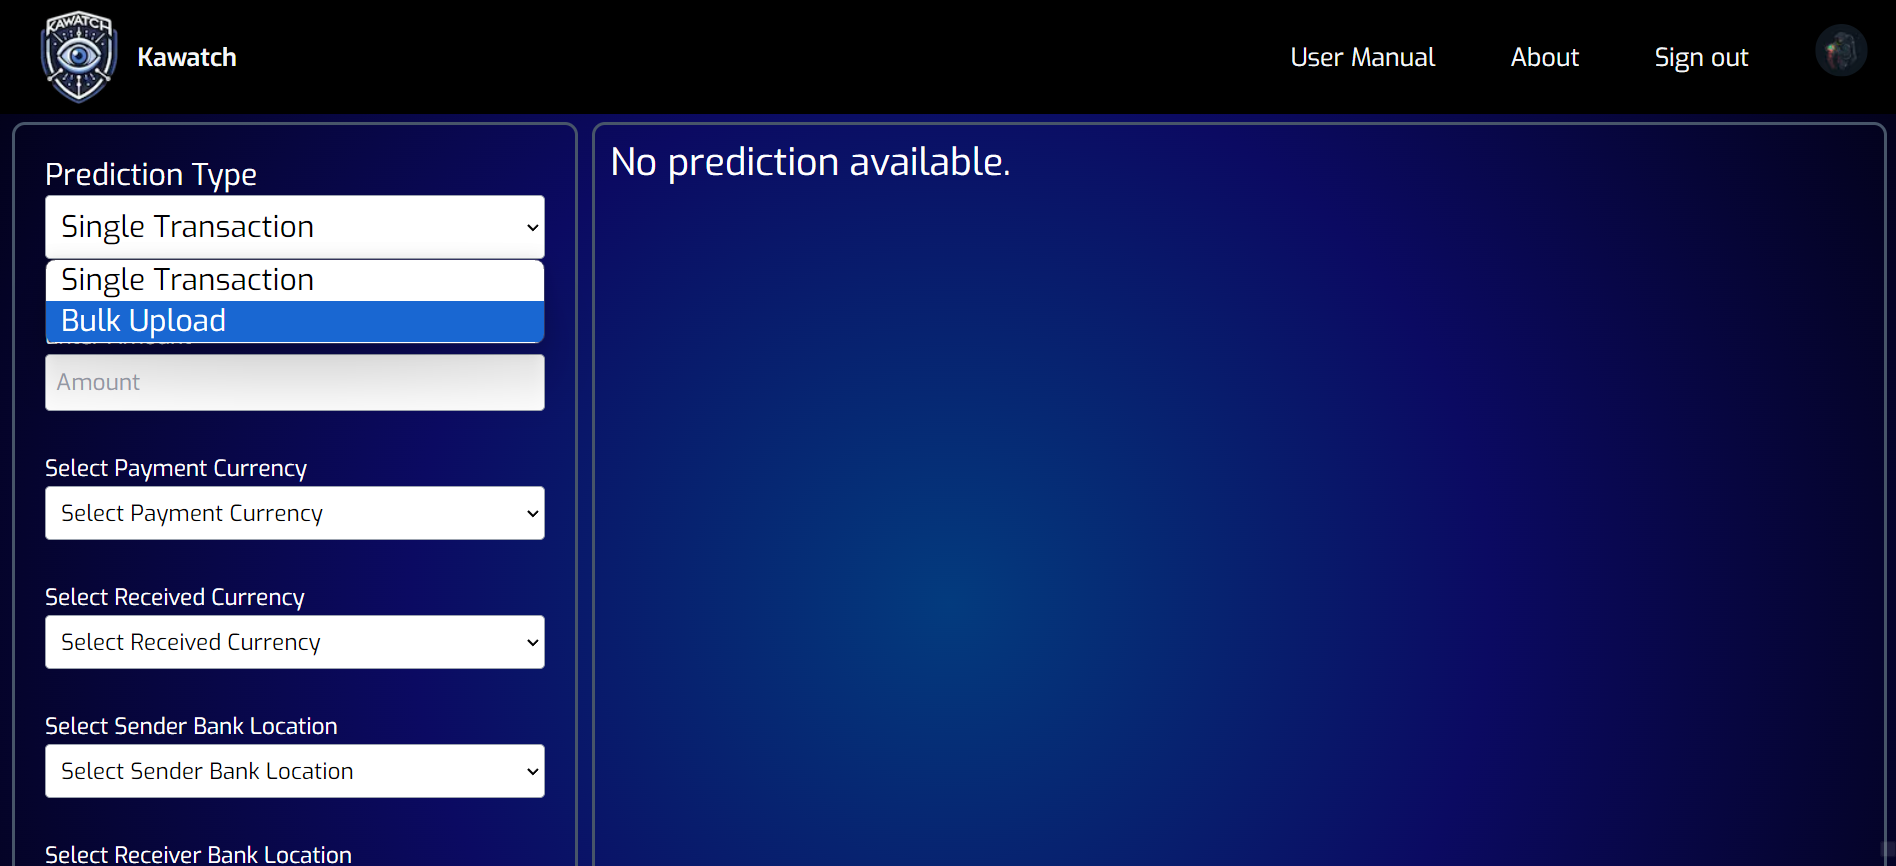 KAWATCH
Kawatch
User Manual
About
Sign out
Prediction Type
Single Transaction
Single Transaction
Bulk Upload
Amount
Select Payment Currency
Select Payment Currency
Select Received Currency
Select Received Currency
Select Sender Bank Location
Select Sender Bank Location
Select Receiver Bank Location
No prediction available.